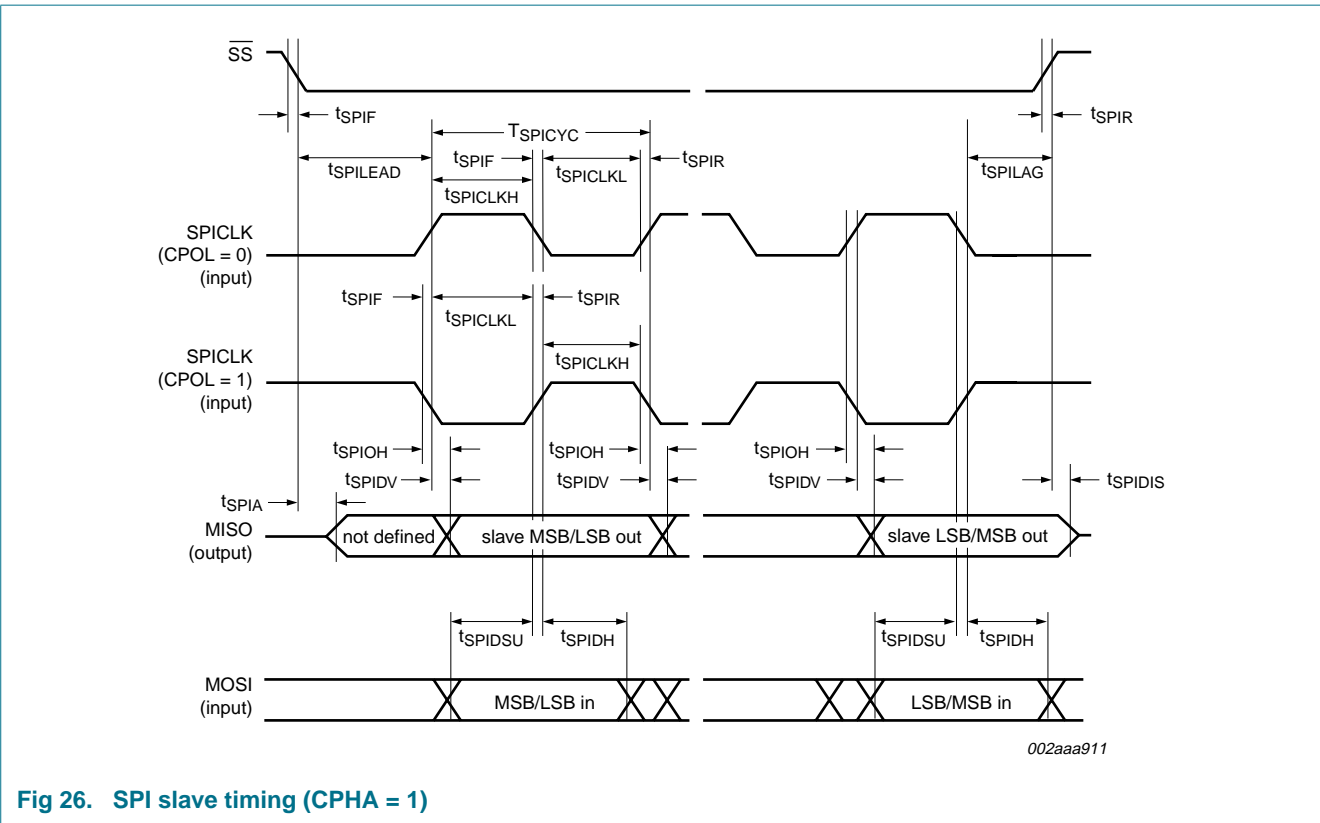 SS
tSPIF
tSPIR
TSPICYC
tSPILEAD
tSPIF
tSPICLKL
tSPIR
tSPILAG
tSPICLKH
SPICLK
(CPOL = 0)
(input)
tSPIF
tSPICLKL
tSPIR
SPICLK
(CPOL = 1)
(input)
tSPICLKH
tSPIOH
tSPIOH
tSPIOH
tSPIDV
tSPIDV
tSPIDV
tSPIDIS
tSPIA
MISO
(output)
not defined
slave MSB/LSB out
slave LSB/MSB out
tSPIDSU
tSPIDH
tSPIDSU
tSPIDH
MOSI
(input)
MSB/LSB in
LSB/MSB in
002aaa911
Fig 26. SPI slave timing (CPHA = 1)